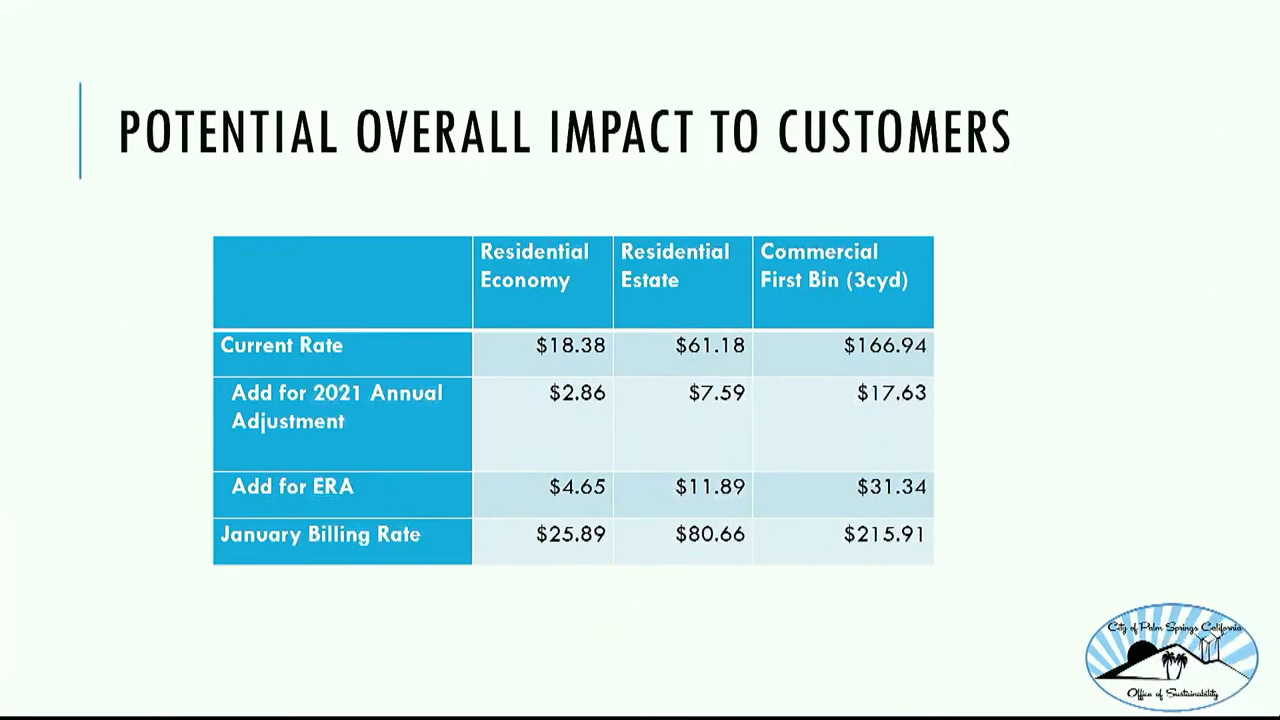 POTENTIAL OVERALL IMPACT TO CUSTOMERS
Residential Economy
Residential Estate
Commercial First Bin (3cyd)
Current Rate $18.38 $61.18 $166.94
Add for 2021 Annual Adjustment $2.86 $7.59 $17.63
Add for ERA $4.65 $11.89 $31.34
January Billing Rate $25.89 $80.66 $215.91
City of Palm Springs California
Office of Sustainability